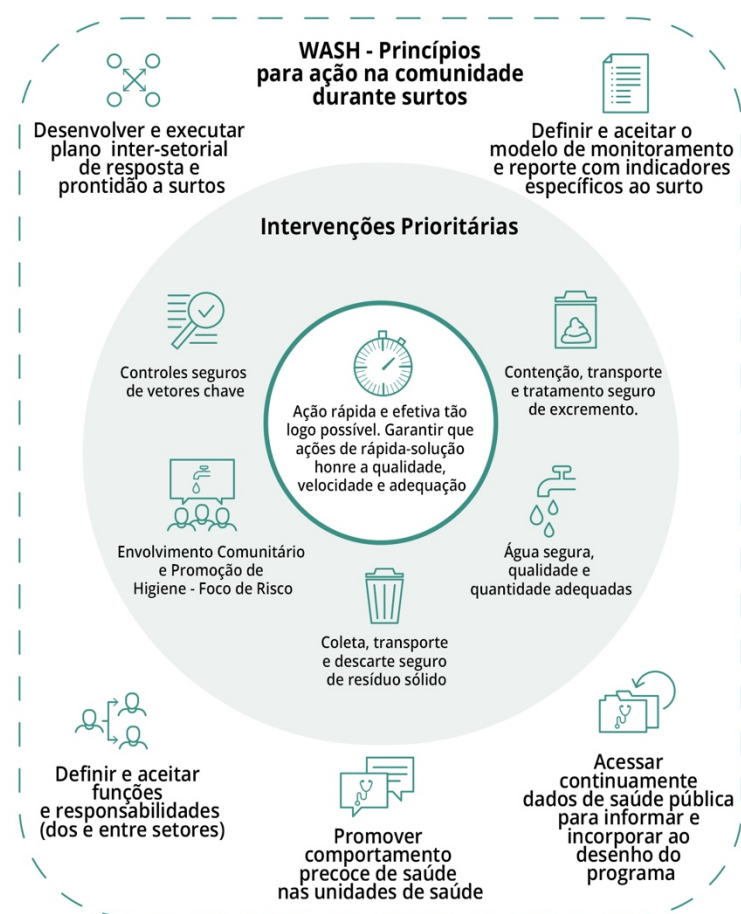 WASH - Princípios
para ação na comunidade
durante surtos
Desenvolver e executar
plano inter-setorial
de resposta e
prontidão a surtos
Definir e aceitar o
modelo de monitoramento
e reporte com indicadores
específicos ao surto
Intervenções Prioritárias
Controles seguros
de vetores chave
Contenção, transporte
e tratamento seguro
de excremento.
Ação rápida e efetiva tão
logo possível. Garantir que
ações de rápida-solução
honre a qualidade,
velocidade e adequação
Envolvimento Comunitário
e Promoção de
Higiene - Foco de Risco
Água segura,
qualidade e
quantidade adequadas
Coleta, transporte
e descarte seguro
de resíduo sólido
Definir e aceitar
funções
e responsabilidades
(dos e entre setores)
Promover
comportamento
precoce de saúde
nas unidades de saúde
Acessar
continuamente
dados de saúde pública
para informar e
incorporar ao
desenho do
programa